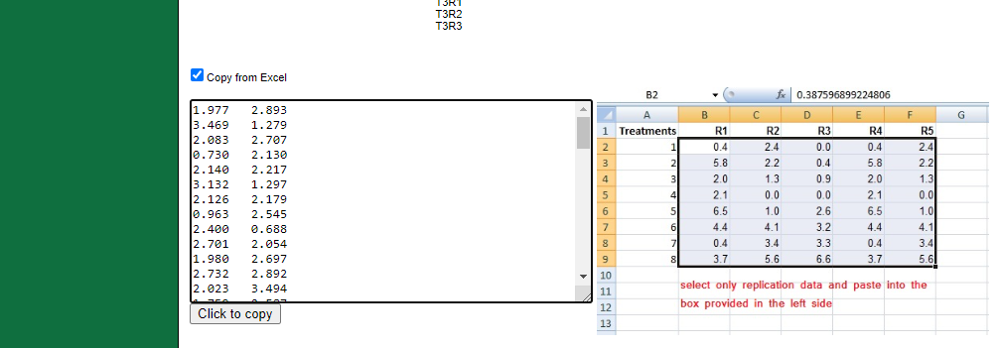 T3R1
T3R2
T3R3
Copy from Excel
1.977 2.893
3.469 1.279
2.083 2.707
0.730 2.130
2.140 2.217
3.132 1.297
2.126 2.179
0.963 2.545
2.400 0.688
2.701 2.054
1.980 2.697
2.732 2.892
2.023 3.494
Click to copy
B2 fx 0.387596899224806
A B C D E F G
1 Treatments R1 R2 R3 R4 R5
2 1 0.4 2.4 0.0 0.4 2.4
3 2 5.8 2.2 0.4 5.8 2.2
4 3 2.0 1.3 0.9 2.0 1.3
5 4 2.1 0.0 0.0 2.1 0.0
6 5 6.5 1.0 2.6 6.5 1.0
7 6 4.4 4.1 3.2 4.4 4.1
8 7 0.4 3.4 3.3 0.4 3.4
9 8 3.7 5.6 6.6 3.7 5.6
10
11
12
13
select only replication data and paste into the
box provided in the left side